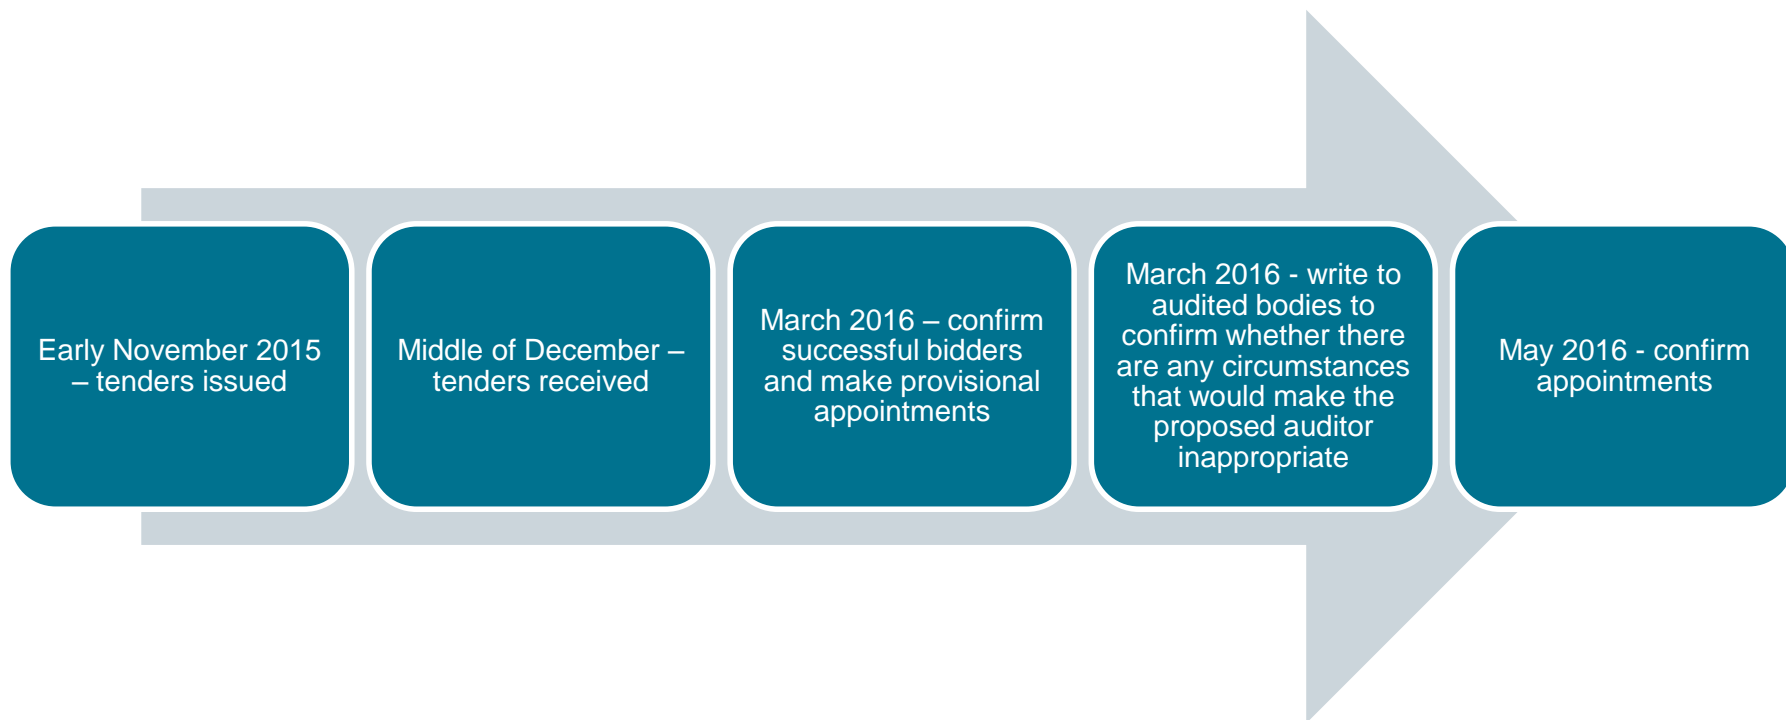 Early November 2015
– tenders issued
Middle of December –
tenders received
March 2016 – confirm
successful bidders
and make provisional
appointments
March 2016 - write to
audited bodies to
confirm whether there
are any circumstances
that would make the
proposed auditor
inappropriate
May 2016 - confirm
appointments